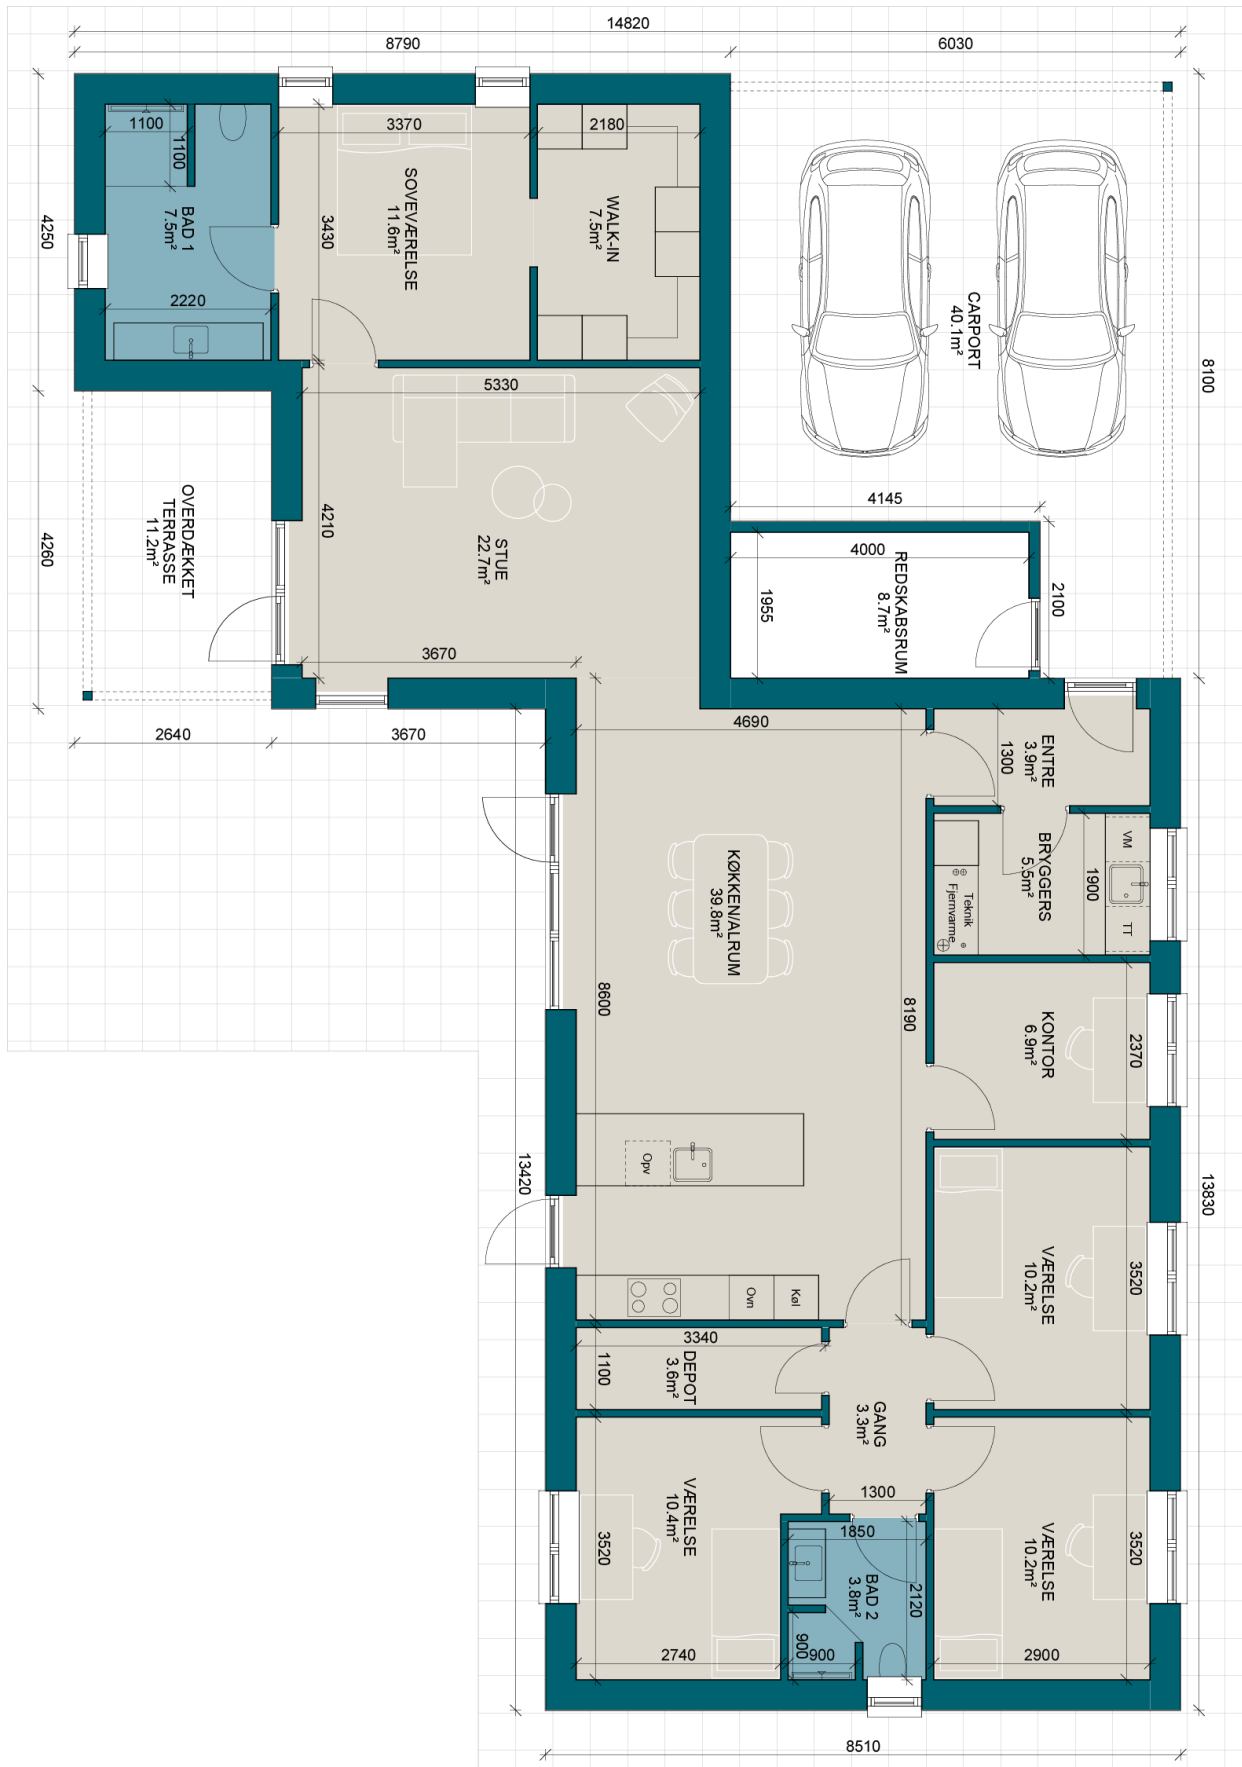 14820
8790
6030
1100
1100
3370
2180
BAD 1
7.5m²
SOVEVÆRELSE
11.6m²
WALK-IN
7.5m²
3430
4250
2220
CARPORT
40.1m²
8100
5330
OVERDÆKKET
TERRASSE
11.2m²
4210
4260
STUE
22.7m²
4145
4000
REDSKABSRUM
8.7m²
1955
2100
3670
2640
3670
4690
ENTRE
3.9m²
1300
KØKKEN/ALRUM
39.8m²
BRYGGERS
5.5m²
1900
VM
TT
Teknik
Fjernvarme
8600
8190
KONTOR
6.9m²
2370
13420
13830
Opv
VÆRELSE
10.2m²
3520
Ovn
Køl
3340
DEPOT
3.6m²
1100
GANG
3.3m²
1300
VÆRELSE
10.4m²
3520
1850
BAD 2
3.8m²
2120
VÆRELSE
10.2m²
3520
2740
900
900
2900
8510